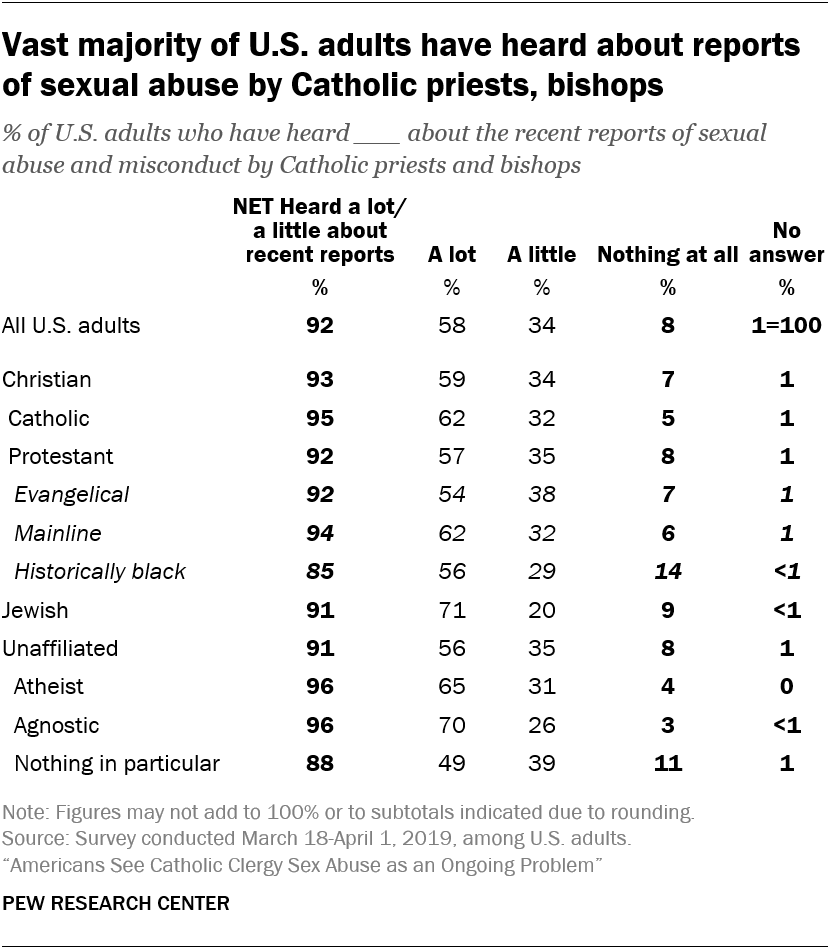 Vast majority of U.S. adults have heard about reports
of sexual abuse by Catholic priests, bishops
% of U.S. adults who have heard ___ about the recent reports of sexual
abuse and misconduct by Catholic priests and bishops
NET Heard a lot/
a little about No
recent reports A lot A little Nothing at all answer
% % % % %
All U.S. adults 92 58 34 8 1=100
Christian 93 59 34 7 1
Catholic 95 62 32 5 1
Protestant 92 57 35 8 1
Evangelical 92 54 38 7 1
Mainline 94 62 32 6 1
Historically black 85 56 29 14 <1
Jewish 91 71 20 9 <1
Unaffiliated 91 56 35 8 1
Atheist 96 65 31 4 0
Agnostic 96 70 26 3 <1
Nothing in particular 88 49 39 11 1
Note: Figures may not add to 100% or to subtotals indicated due to rounding.
Source: Survey conducted March 18-April 1, 2019, among U.S. adults.
“Americans See Catholic Clergy Sex Abuse as an Ongoing Problem”
PEW RESEARCH CENTER